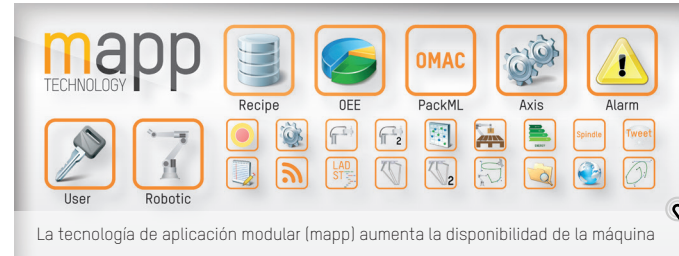 mapp
TECHNOLOGY
Recipe
OEE
OMAC
PackML
Axis
Alarm
User
Robotic
2
Spindle
Tweet
LAD
ST
2
La tecnología de aplicación modular (mapp) aumenta la disponibilidad de la máquina